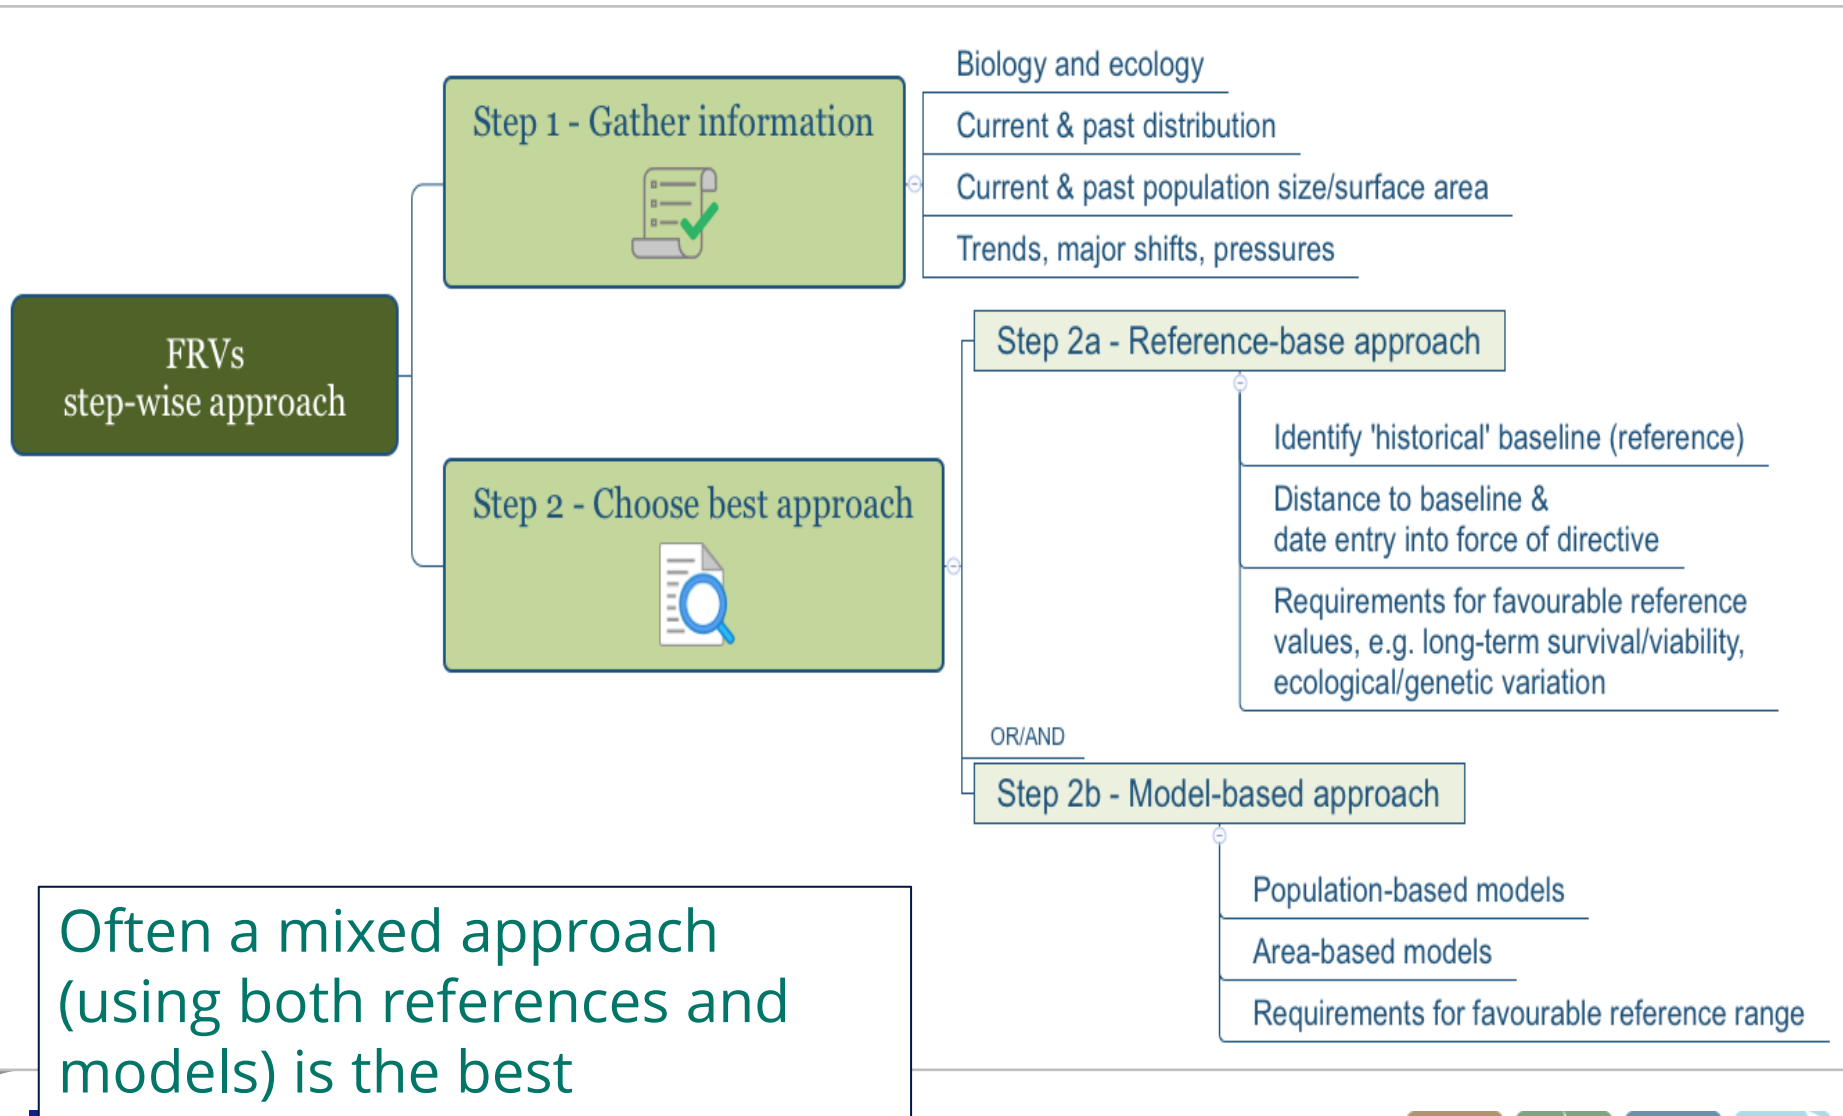 Biology and ecology
Step 1 - Gather information
Current & past distribution
Current & past population size/surface area
Trends, major shifts, pressures
FRVs
step-wise approach
Step 2 - Choose best approach
Step 2a - Reference-base approach
Identify 'historical' baseline (reference)
Distance to baseline &
date entry into force of directive
Requirements for favourable reference
values, e.g. long-term survival/viability,
ecological/genetic variation
OR/AND
Step 2b - Model-based approach
Population-based models
Area-based models
Requirements for favourable reference range
Often a mixed approach
(using both references and
models) is the best